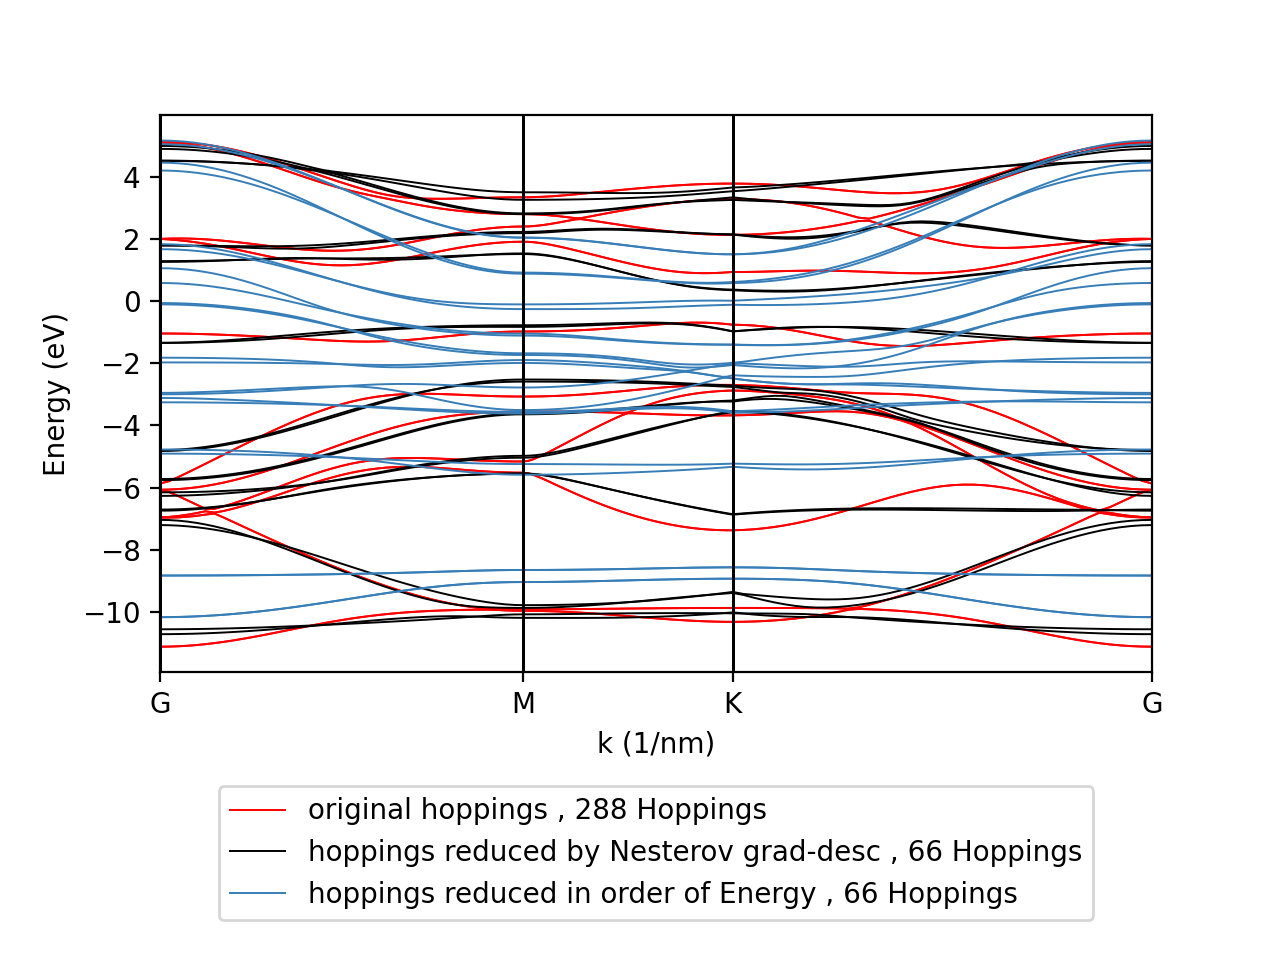 4
2
0
−2
−4
−6
−8
−10
Energy (eV)
G M K G
k (1/nm)
original hoppings , 288 Hoppings
hoppings reduced by Nesterov grad-desc , 66 Hoppings
hoppings reduced in order of Energy , 66 Hoppings